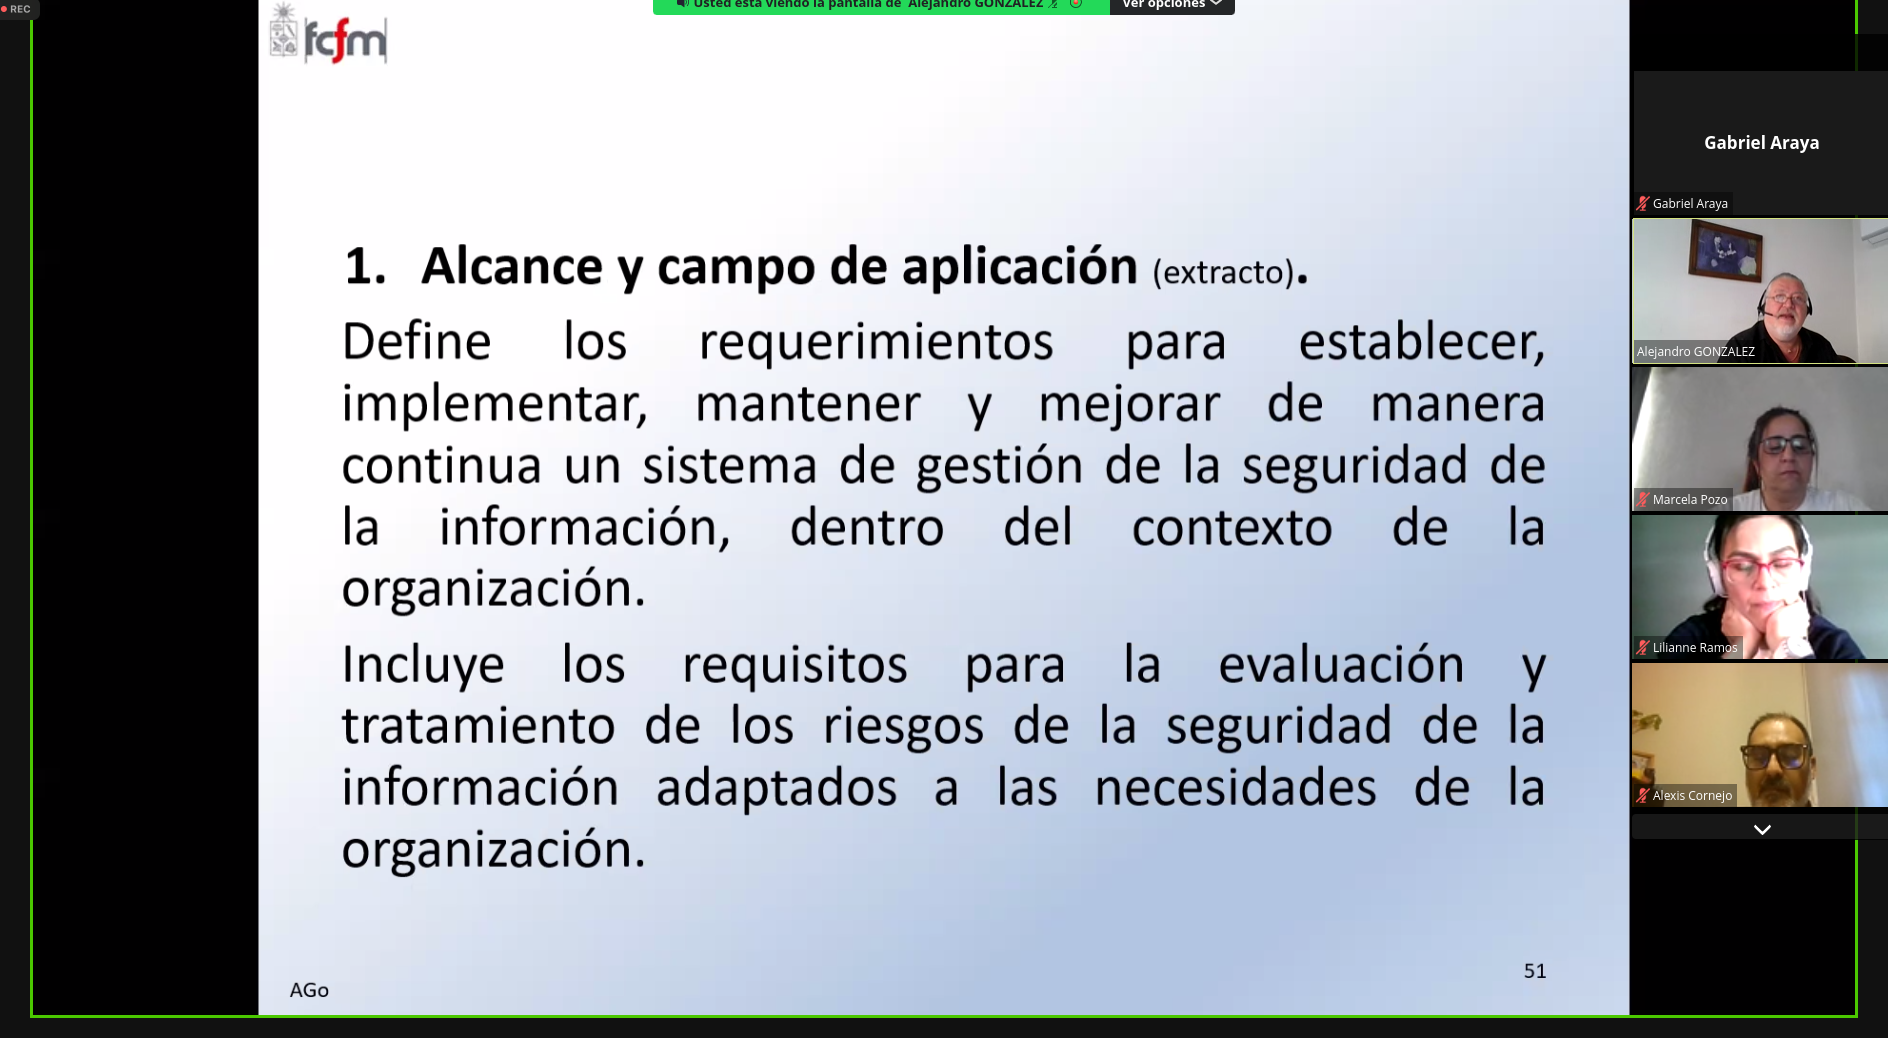 REC
Usted está viendo la pantalla de Alejandro GONZALEZ
Ver opciones
fcfm
1. Alcance y campo de aplicación (extracto).
Define los requerimientos para establecer,
implementar, mantener y mejorar de manera
continua un sistema de gestión de la seguridad de
la información, dentro del contexto de la
organización.
Incluye los requisitos para la evaluación y
tratamiento de los riesgos de la seguridad de la
información adaptados a las necesidades de la
organización.
51
AGo
Gabriel Araya
Gabriel Araya
Alejandro GONZALEZ
Marcela Pozo
Lilianne Ramos
Alexis Cornejo